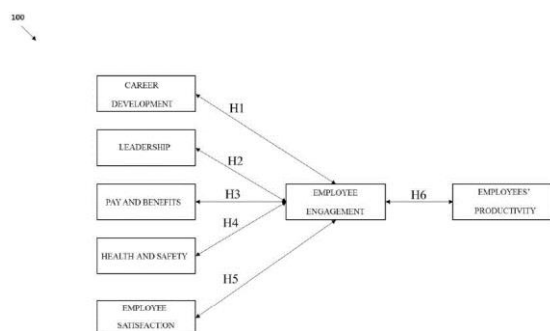 100
CAREER
DEVELOPMENT
H1
LEADERSHIP
H2
PAY AND BENEFITS
H3
EMPLOYEE
ENGAGEMENT
H6
EMPLOYEES'
PRODUCTIVITY
H4
HEALTH AND SAFETY
H5
EMPLOYEE
SATISFACTION